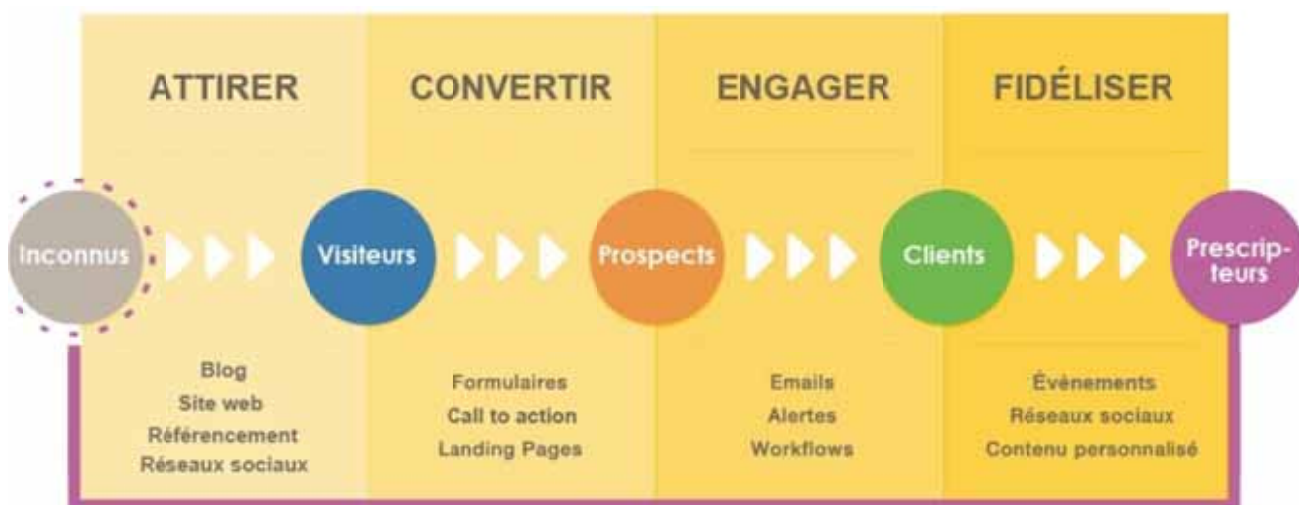 ATTIRER
CONVERTIR
ENGAGER
FIDÉLISER
Inconnus
Visiteurs
Prospects
Clients
Prescrip-
teurs
Blog
Site web
Référencement
Réseaux sociaux
Formulaires
Call to action
Landing Pages
Emails
Alertes
Workflows
Évènements
Réseaux sociaux
Contenu personnalisé